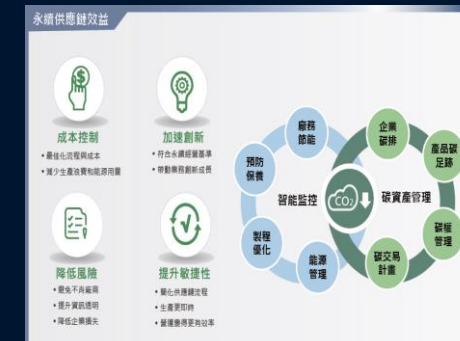 永續供應鏈效益
成本控制
• 最佳化流程與成本
• 減少生產浪費和能源用量
加速創新
• 符合永續經營基準
• 帶動業務創新成長
降低風險
• 避免不肖廠商
• 提升資訊透明
• 降低企業損失
提升敏捷性
• 簡化供應鏈流程
• 生產更即時
• 營運變得更有效率
廠務
節能
預防
保養
智能監控
製程
優化
能源
管理
CO₂
企業
碳排
產品碳
足跡
碳資產管理
碳權
管理
碳交易
計畫